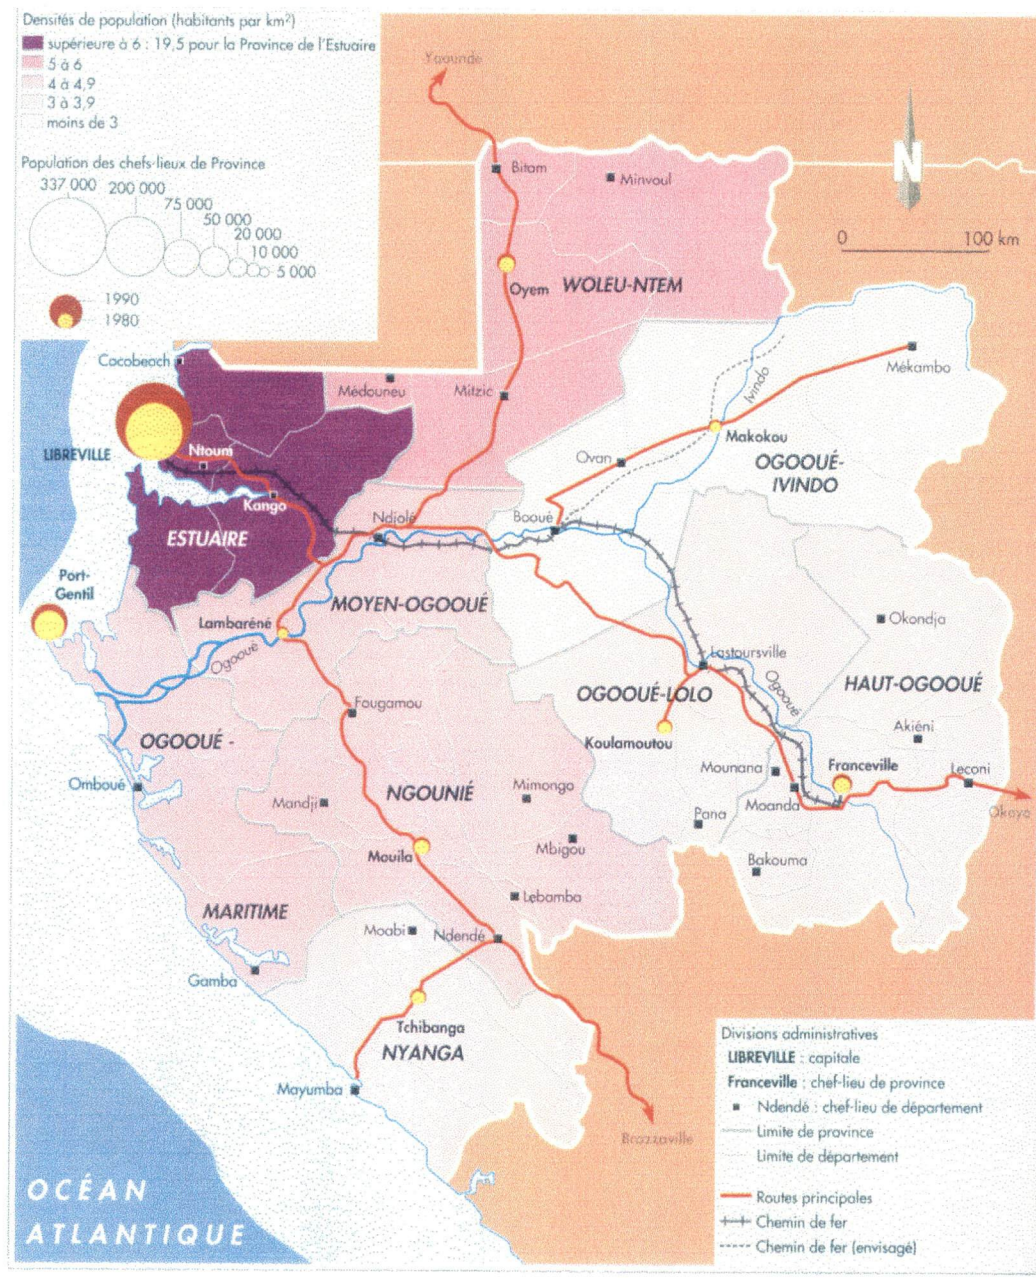 Densités de population (habitants par km²)
supérieure à 6 : 19,5 pour la Province de l'Estuaire
5 à 6
4 à 4,9
3 à 3,9
moins de 3
Population des chefs-lieux de Province
337 000
200 000
75 000
50 000
20 000
10 000
5 000
1990
1980
Yaoundé
N
0 100 km
Bitam
Minvoul
Oyem
WOLEU-NTEM
Cocobeach
Médouneu
Mitzic
Mékambo
Ivindo
LIBREVILLE
Ntoum
Makokou
Ovan
OGOOUÉ-
IVINDO
Kango
Ndjolé
Booué
ESTUAIRE
Port-
Gentil
MOYEN-OGOOUÉ
Lambaréné
Okondja
Ogooué
Lastoursville
OGOOUÉ-LOLO
Ogooué
HAUT-OGOOUÉ
Fougamou
Akiéni
OGOOUÉ -
Koulamoutou
Mounana
Franceville
Leconi
Omboué
NGOUNIÉ
Mimongo
Mandji
Moanda
Okoyo
Pana
Mbigou
Mouila
Bakouma
Lebamba
MARITIME
Moabi
Ndendé
Gamba
Tchibanga
NYANGA
Mayumba
Brazzaville
OCÉAN
ATLANTIQUE
Divisions administratives
LIBREVILLE : capitale
Franceville : chef-lieu de province
Ndendé : chef-lieu de département
Limite de province
Limite de département
Routes principales
Chemin de fer
Chemin de fer (envisagé)